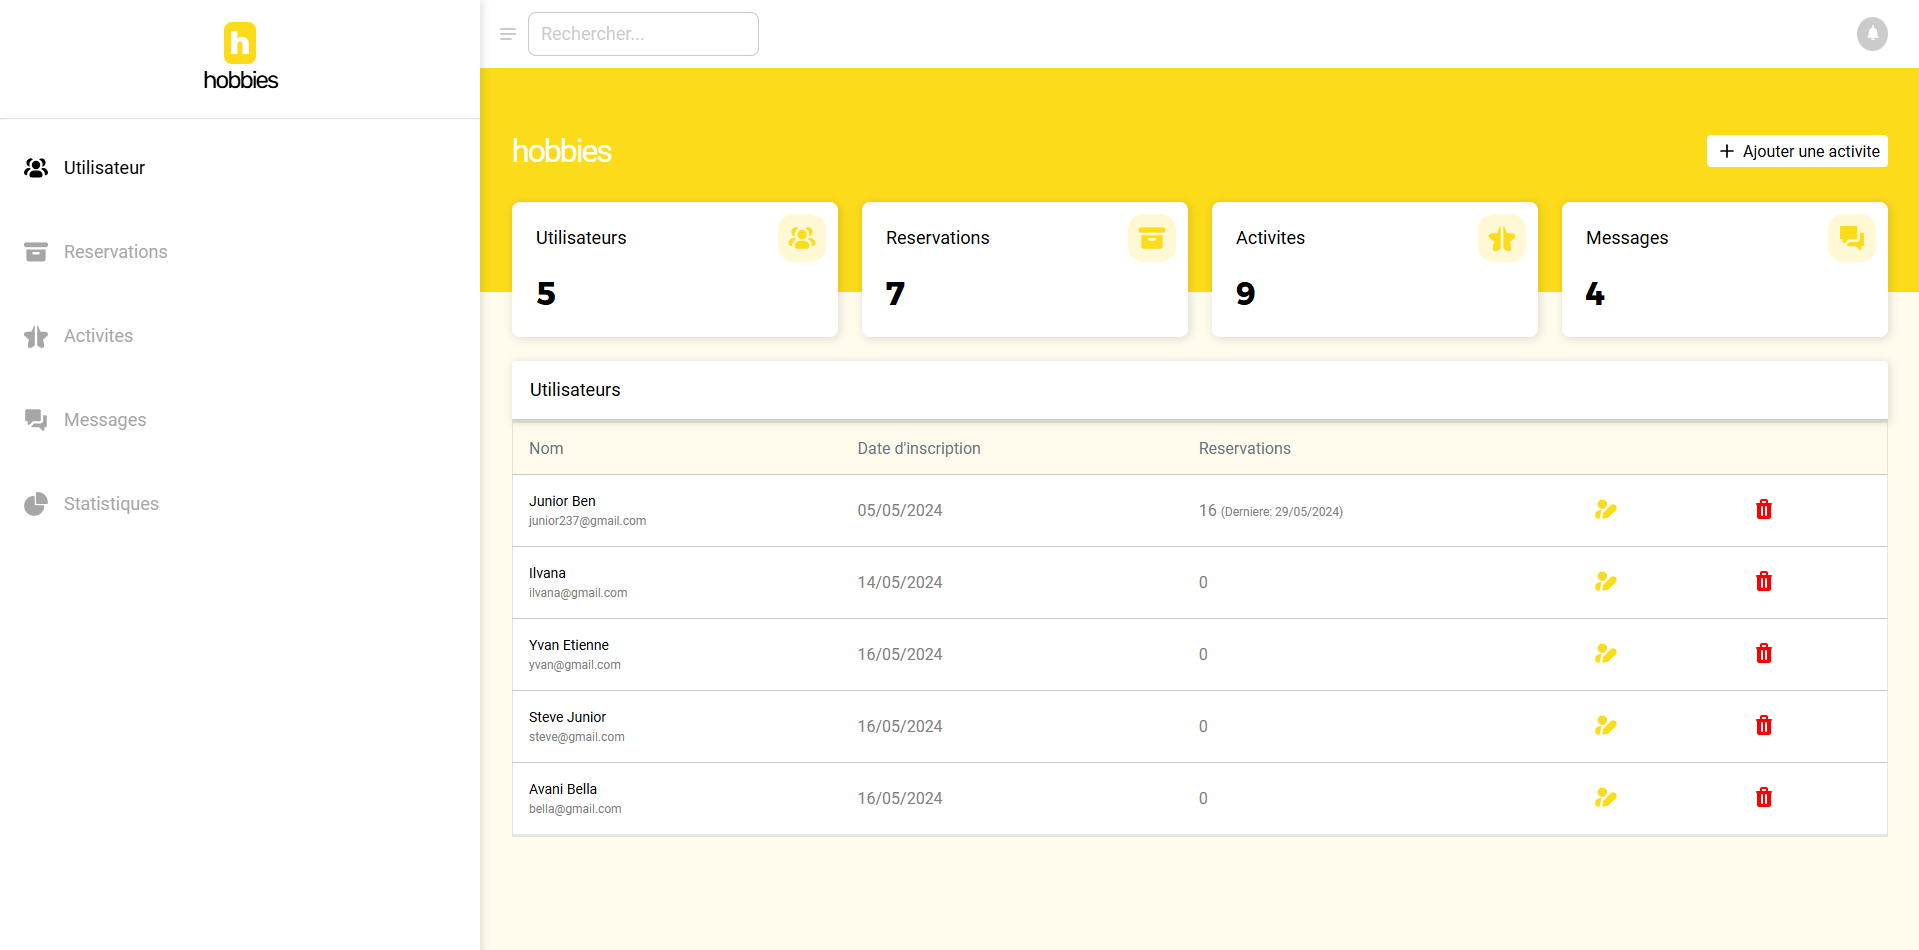 h
hobbies
Utilisateur
Reservations
Activites
Messages
Statistiques
Rechercher...
hobbies
Ajouter une activite
Utilisateurs
5
Reservations
7
Activites
9
Messages
4
Utilisateurs
Nom Date d'inscription Reservations
Junior Ben
junior237@gmail.com
05/05/2024
16 (Derniere: 29/05/2024)
Ilvana
ilvana@gmail.com
14/05/2024
0
Yvan Etienne
yvan@gmail.com
16/05/2024
0
Steve Junior
steve@gmail.com
16/05/2024
0
Avani Bella
bella@gmail.com
16/05/2024
0